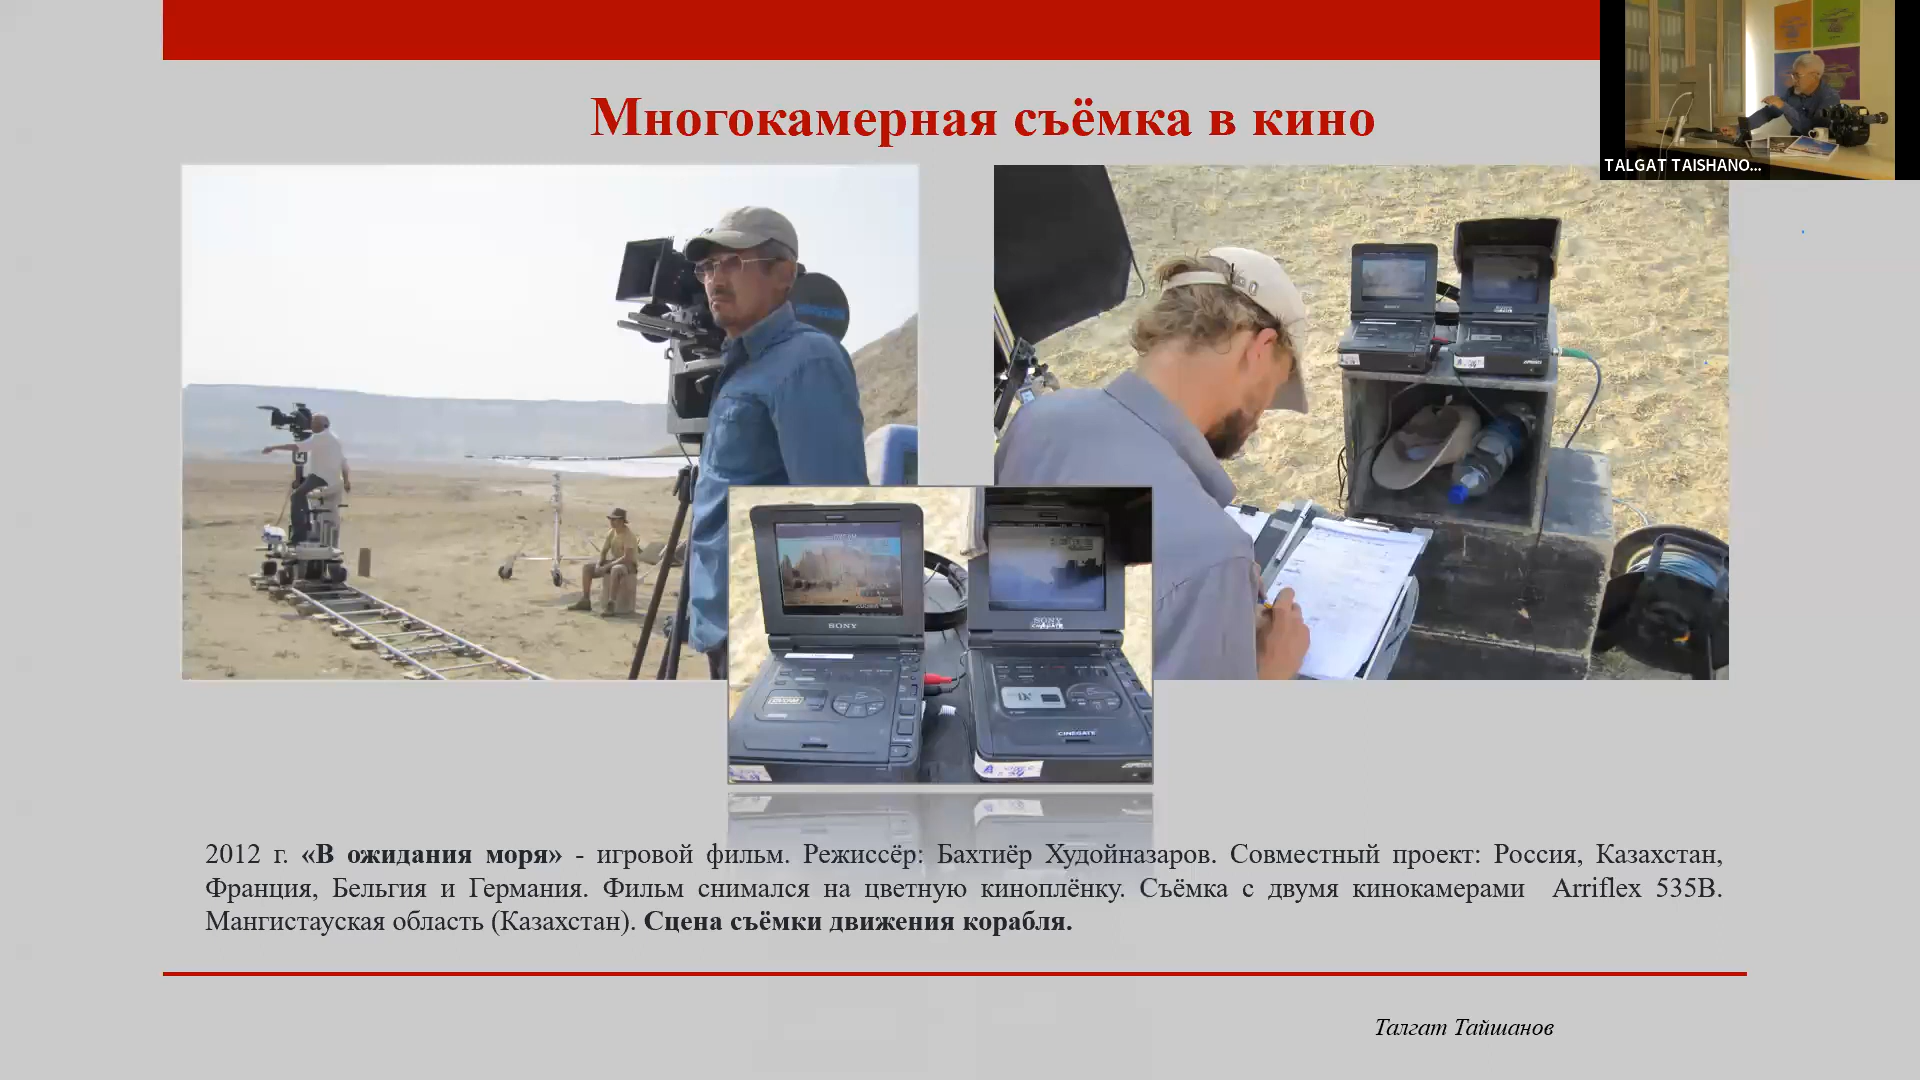 Многокамерная съёмка в кино
TALGAT TAISHANO...
SONY
SONY
CINEGATE
2012 г. «В ожидания моря» - игровой фильм. Режиссёр: Бахтиёр Худойназаров. Совместный проект: Россия, Казахстан,
Франция, Бельгия и Германия. Фильм снимался на цветную киноплёнку. Съёмка с двумя кинокамерами Arriflex 535B.
Мангистауская область (Казахстан). Сцена съёмки движения корабля.
Талгат Тайшанов